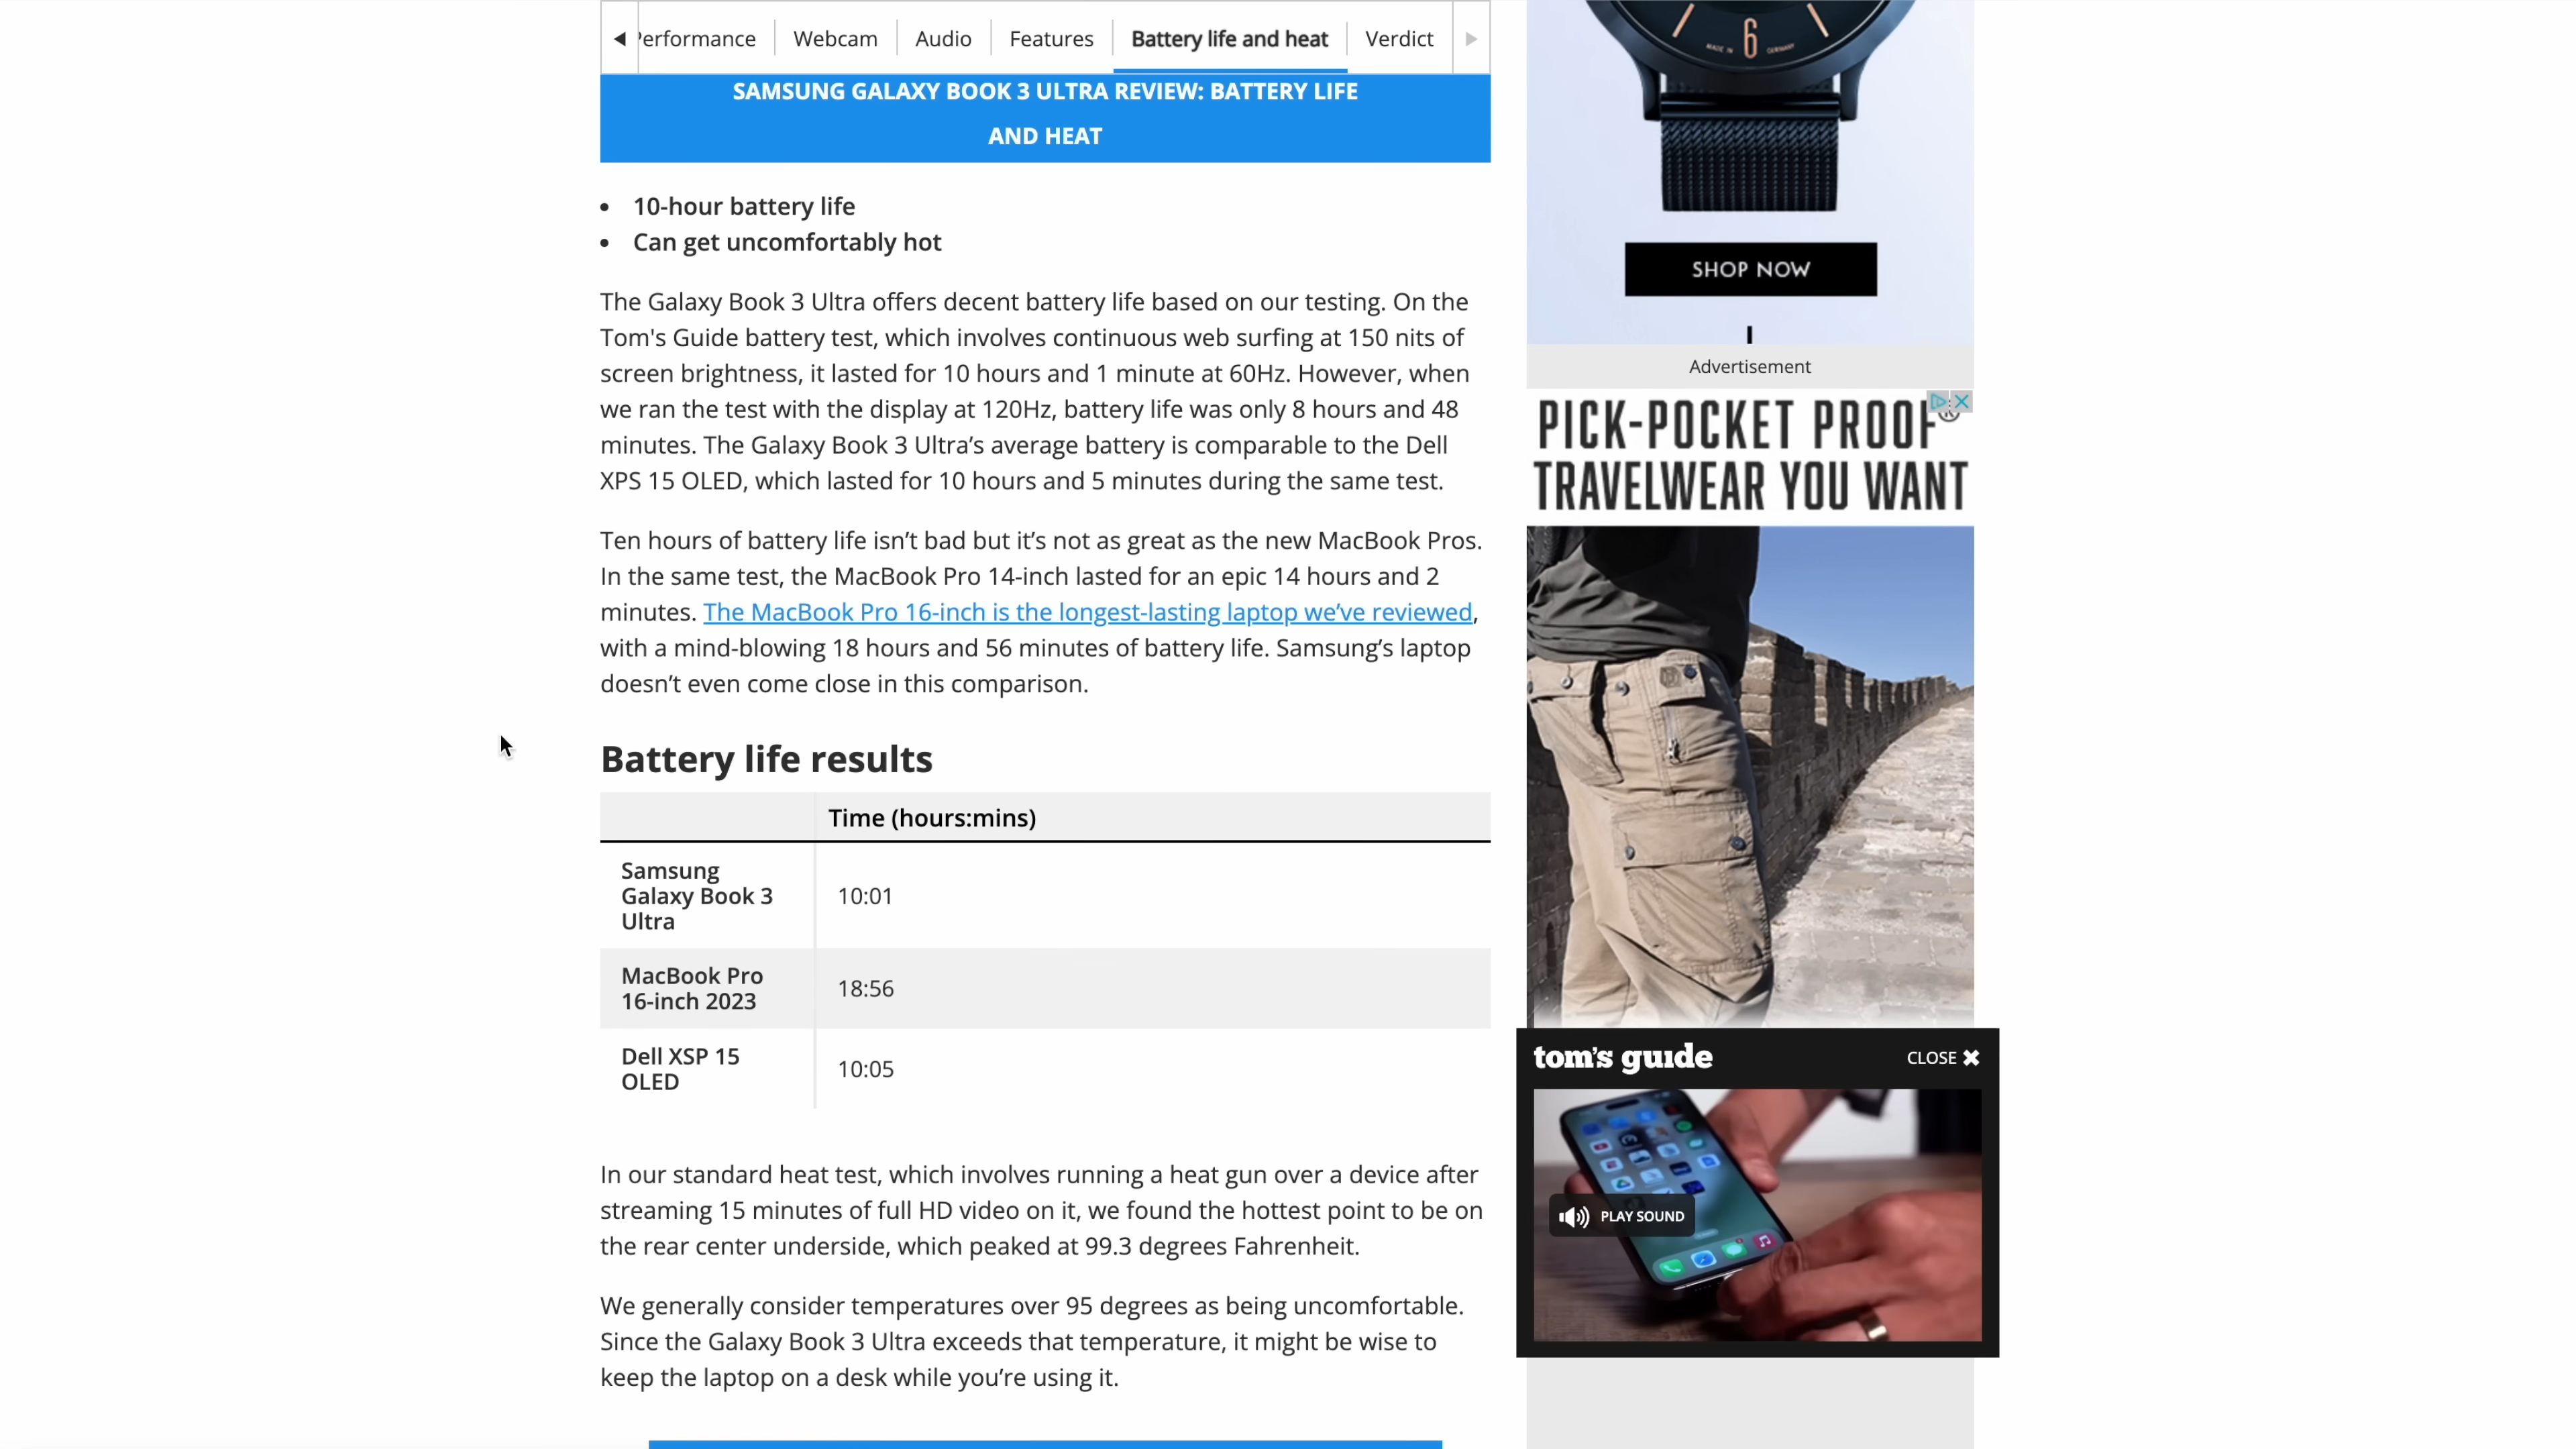 Performance
Webcam
Audio
Features
Battery life and heat
Verdict
SAMSUNG GALAXY BOOK 3 ULTRA REVIEW: BATTERY LIFE
AND HEAT
• 10-hour battery life
• Can get uncomfortably hot
The Galaxy Book 3 Ultra offers decent battery life based on our testing. On the
Tom's Guide battery test, which involves continuous web surfing at 150 nits of
screen brightness, it lasted for 10 hours and 1 minute at 60Hz. However, when
we ran the test with the display at 120Hz, battery life was only 8 hours and 48
minutes. The Galaxy Book 3 Ultra’s average battery is comparable to the Dell
XPS 15 OLED, which lasted for 10 hours and 5 minutes during the same test.
Ten hours of battery life isn’t bad but it’s not as great as the new MacBook Pros.
In the same test, the MacBook Pro 14-inch lasted for an epic 14 hours and 2
minutes. The MacBook Pro 16-inch is the longest-lasting laptop we’ve reviewed,
with a mind-blowing 18 hours and 56 minutes of battery life. Samsung’s laptop
doesn’t even come close in this comparison.
Battery life results
Time (hours:mins)
Samsung
Galaxy Book 3
Ultra
10:01
MacBook Pro
16-inch 2023
18:56
Dell XSP 15
OLED
10:05
In our standard heat test, which involves running a heat gun over a device after
streaming 15 minutes of full HD video on it, we found the hottest point to be on
the rear center underside, which peaked at 99.3 degrees Fahrenheit.
We generally consider temperatures over 95 degrees as being uncomfortable.
Since the Galaxy Book 3 Ultra exceeds that temperature, it might be wise to
keep the laptop on a desk while you’re using it.
6
MADE IN GERMANY
SHOP NOW
Advertisement
PICK-POCKET PROOF®
TRAVELWEAR YOU WANT
tom's guide
CLOSE ✖
PLAY SOUND